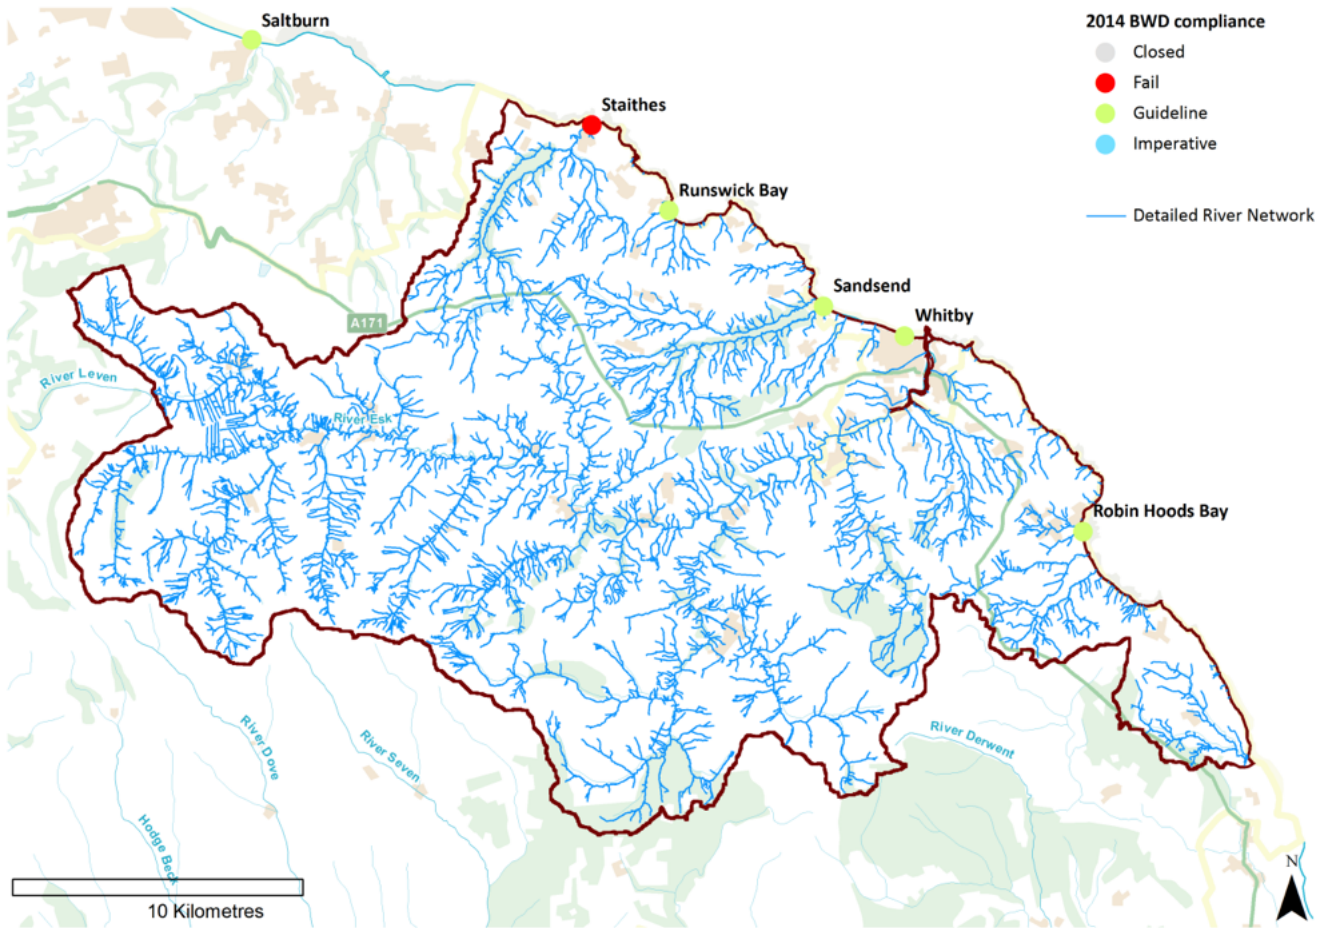 Saltburn
2014 BWD compliance
Closed
Fail
Guideline
Imperative
Detailed River Network
Staithes
Runswick Bay
Sandsend
Whitby
A171
River Leven
River Esk
Robin Hoods Bay
River Dove
River Seven
River Derwent
Hodge Beck
10 Kilometres
N